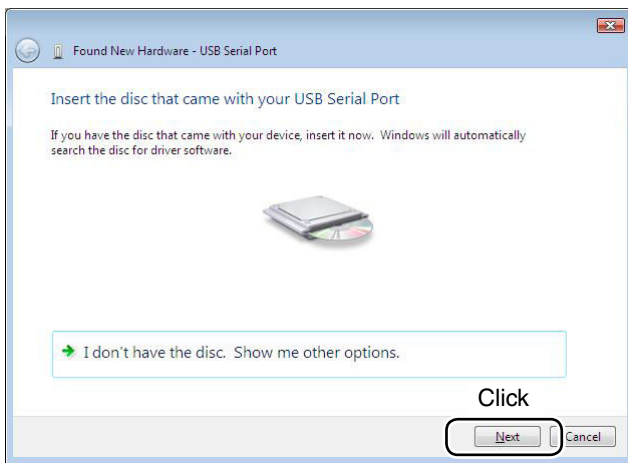 Found New Hardware - USB Serial Port
Insert the disc that came with your USB Serial Port
If you have the disc that came with your device, insert it now. Windows will automatically
search the disc for driver software.
I don't have the disc. Show me other options.
Click
Next
Cancel